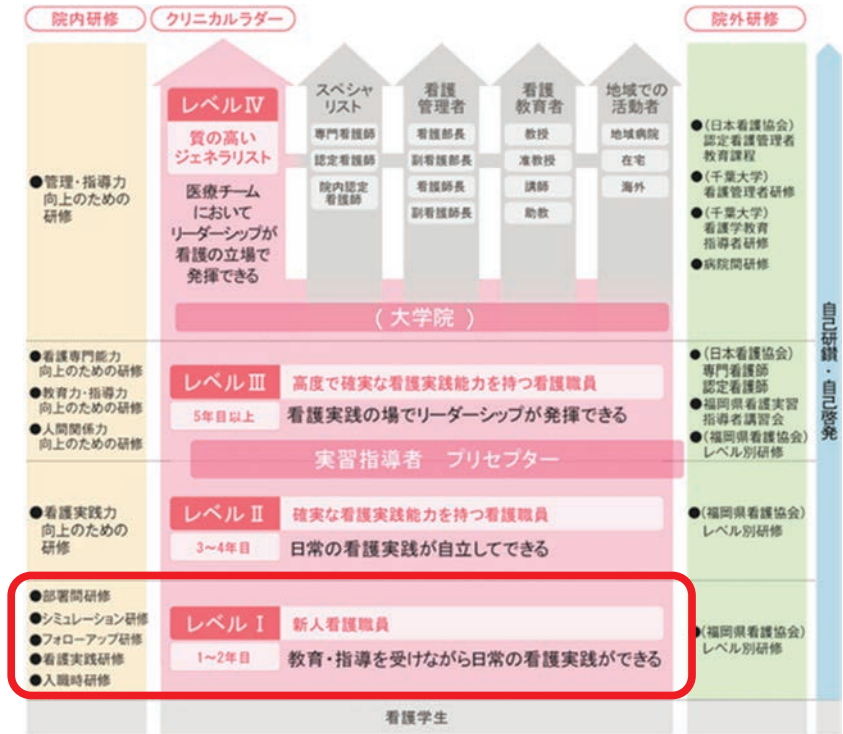 院内研修
クリニカルラダー
院外研修
●管理・指導力
向上のための
研修
レベルⅣ
質の高い
ジェネラリスト
医療チーム
において
リーダーシップが
看護の立場で
発揮できる
スペシャ
リスト
専門看護師
認定看護師
院内認定
看護師
看護
管理者
看護部長
副看護部長
看護師長
副看護師長
看護
教育者
教授
准教授
講師
助教
地域での
活動者
地域病院
在宅
海外
●(日本看護協会)
認定看護管理者
教育課程
●(千葉大学)
看護管理者研修
●(千葉大学)
看護学教育
指導者研修
●病院間研修
(大学院)
●看護専門能力
向上のための研修
●教育力・指導力
向上のための研修
●人間関係力
向上のための研修
レベルⅢ
高度で確実な看護実践能力を持つ看護職員
5年目以上
看護実践の場でリーダーシップが発揮できる
●(日本看護協会)
専門看護師
認定看護師
●福岡県看護実習
指導者講習会
●(福岡県看護協会)
レベル別研修
実習指導者 プリセプター
●看護実践力
向上のための
研修
レベルⅡ
確実な看護実践能力を持つ看護職員
3~4年目
日常の看護実践が自立してできる
●(福岡県看護協会)
レベル別研修
●部署間研修
●シミュレーション研修
●フォローアップ研修
●看護実践研修
●入職時研修
レベルⅠ
新人看護職員
1~2年目
教育・指導を受けながら日常の看護実践ができる
●(福岡県看護協会)
レベル別研修
看護学生
自己研鑽・自己啓発